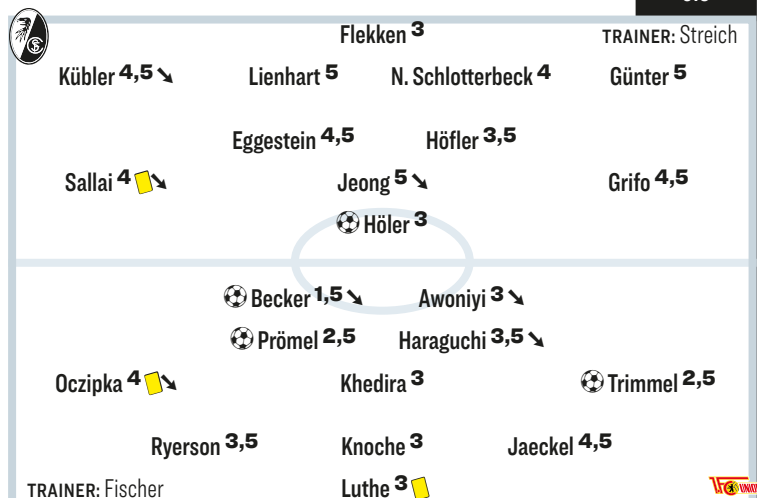 Flekken 3 TRAINER: Streich
Kübler 4,5 Lienhart 5 N. Schlotterbeck 4 Günter 5
Eggestein 4,5 Höfler 3,5
Sallai 4 Jeong 5 Grifo 4,5
Höler 3
Becker 1,5 Awoniyi 3
Prömel 2,5 Haraguchi 3,5
Oczipka 4 Khedira 3 Trimmel 2,5
Ryerson 3,5 Knoche 3 Jaeckel 4,5
TRAINER: Fischer Luthe 3